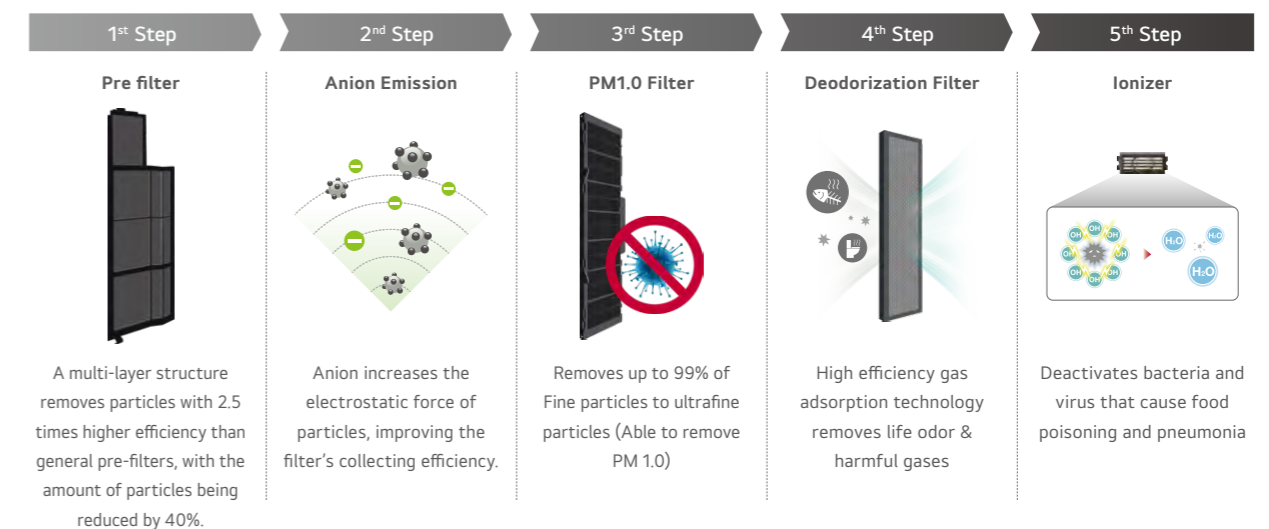 1st Step
2nd Step
3rd Step
4th Step
5th Step
Pre filter
A multi-layer structure
removes particles with 2.5
times higher efficiency than
general pre-filters, with the
amount of particles being
reduced by 40%.
Anion Emission
Anion increases the
electrostatic force of
particles, improving the
filter's collecting efficiency.
PM1.0 Filter
Removes up to 99% of
Fine particles to ultrafine
particles (Able to remove
PM 1.0)
Deodorization Filter
High efficiency gas
adsorption technology
removes life odor &
harmful gases
Ionizer
OH
OH
OH
OH
OH
OH
OH
OH
H₂O
H₂O
H₂O
Deactivates bacteria and
virus that cause food
poisoning and pneumonia